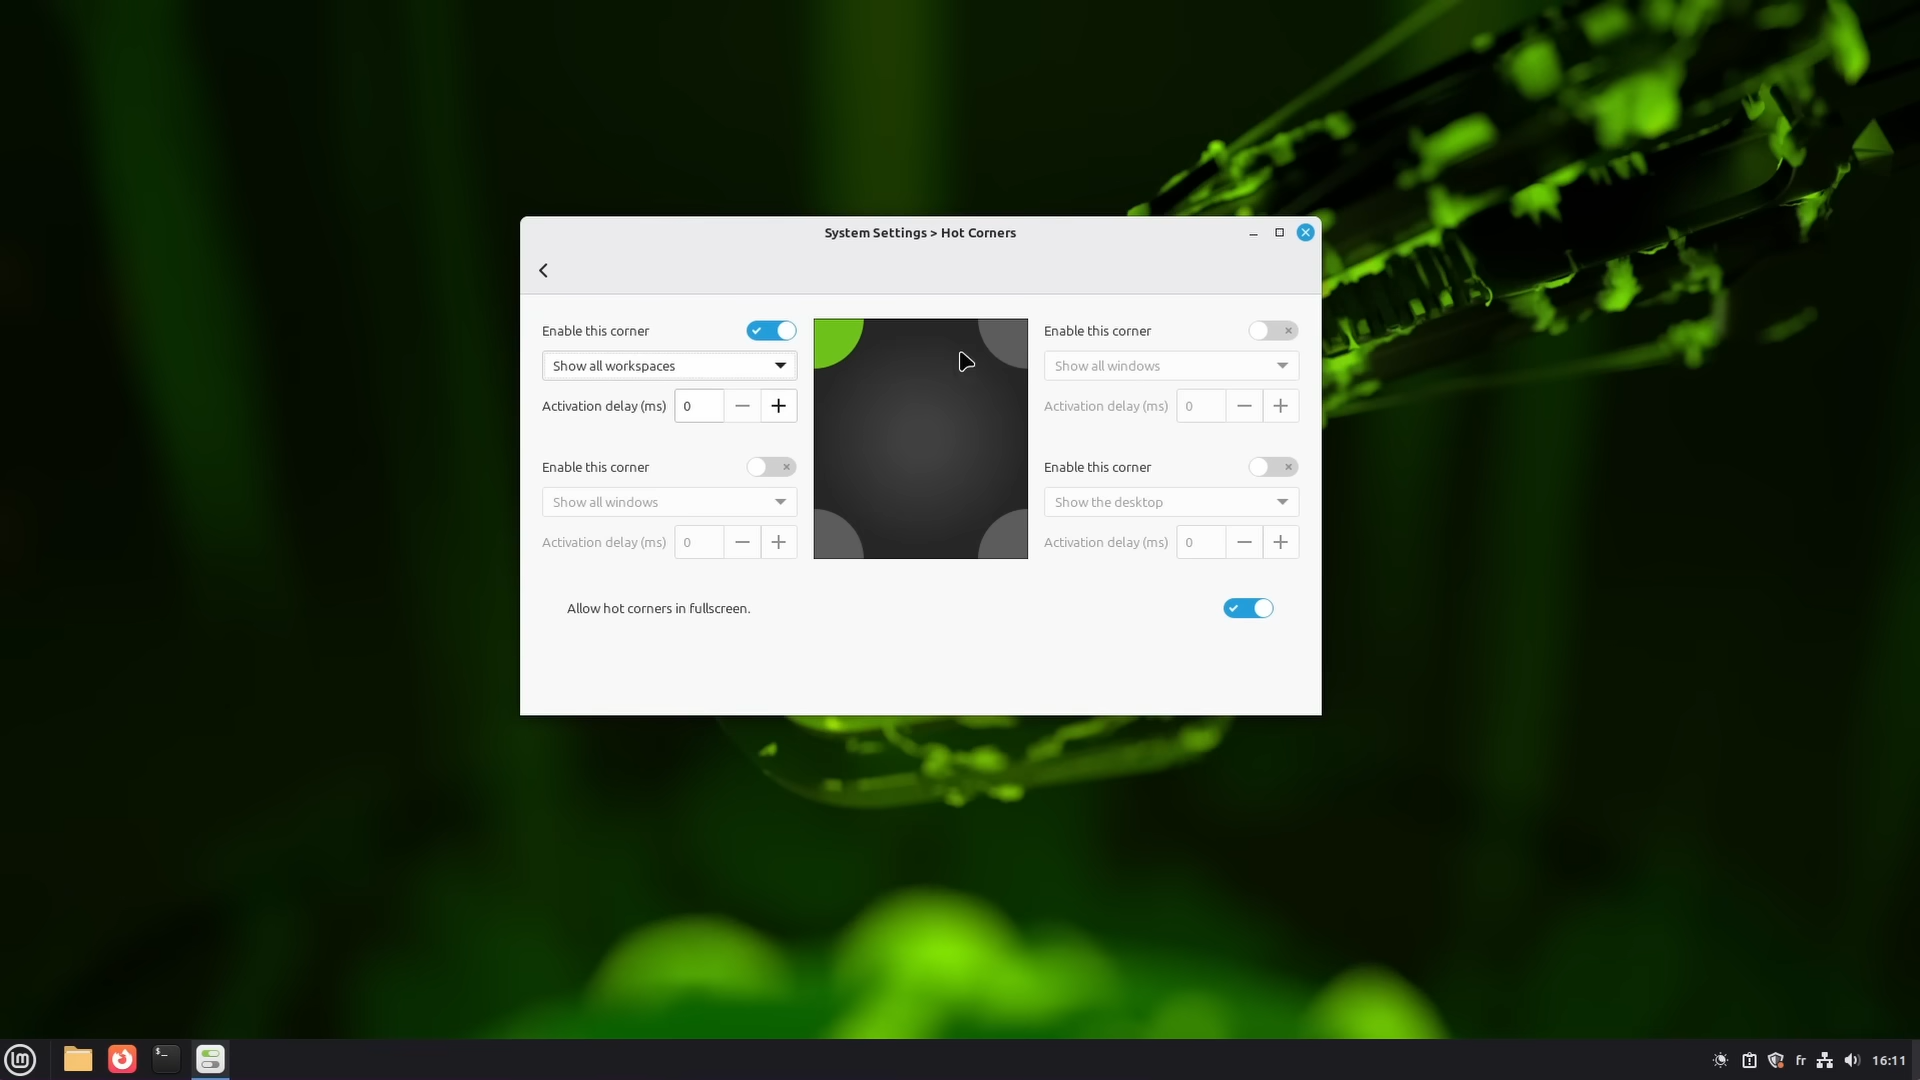 System Settings > Hot Corners
Enable this corner
Show all workspaces
Activation delay (ms) 0
Enable this corner
Show all windows
Activation delay (ms) 0
Enable this corner
Show all windows
Activation delay (ms) 0
Enable this corner
Show the desktop
Activation delay (ms) 0
Allow hot corners in fullscreen.
lm
$_
fr
16:11